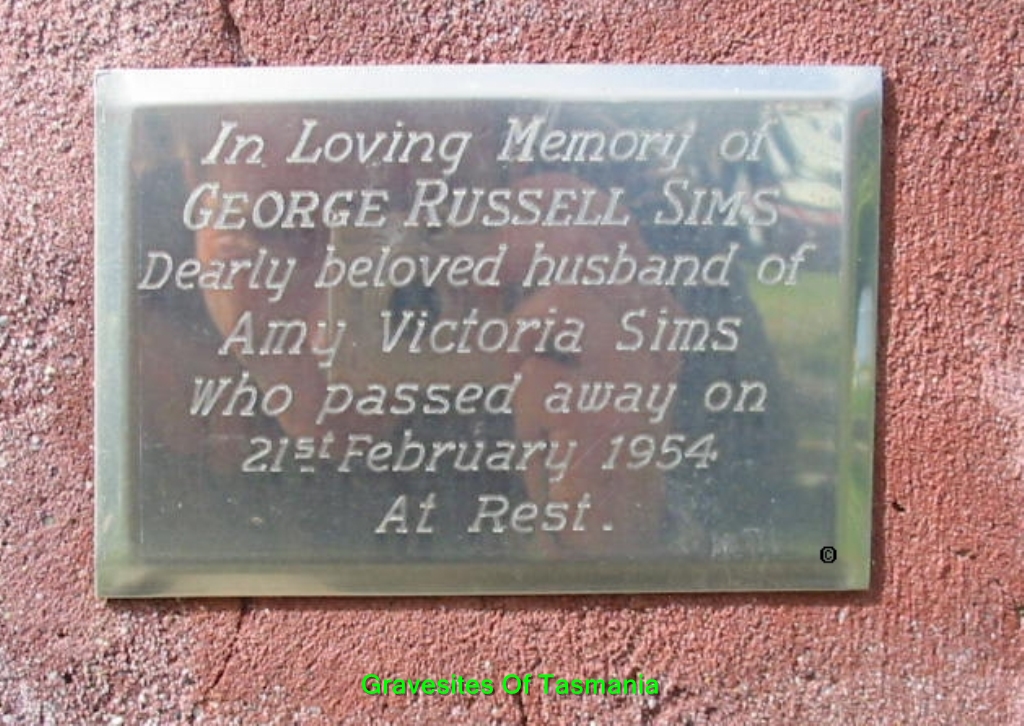 In Loving Memory of
GEORGE RUSSELL SIMS
Dearly beloved husband of
Amy Victoria Sims
Who passed away on
21st February 1954
At Rest.
©
Gravesites Of Tasmania